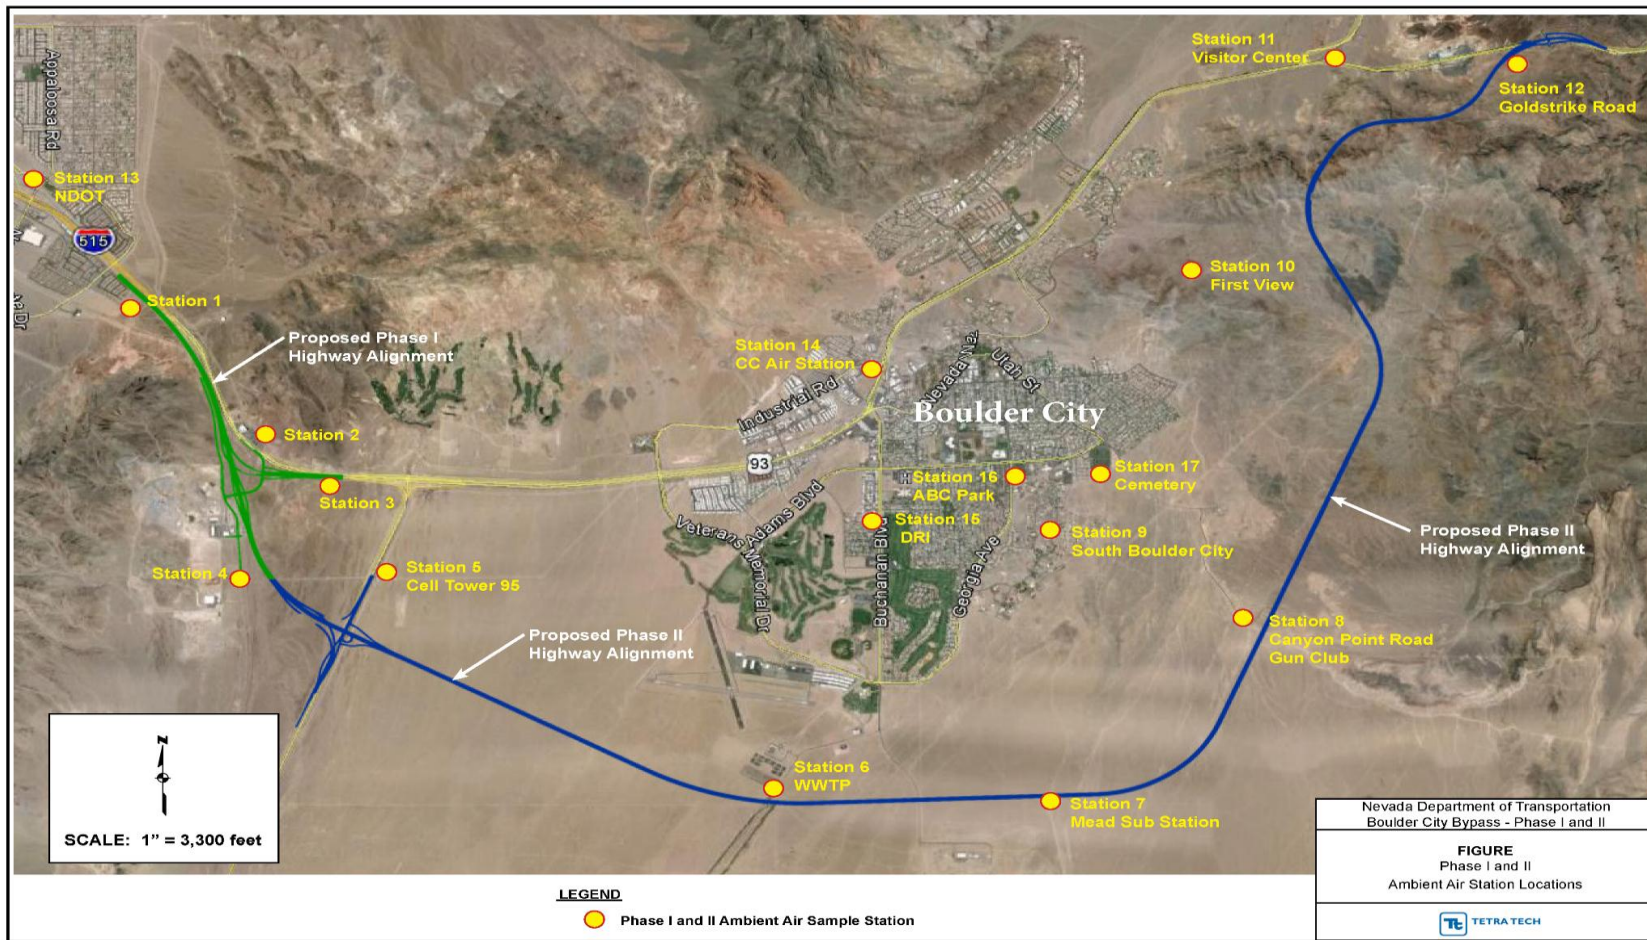 Station 11
Visitor Center
Station 12
Goldstrike Road
Appaloosa Rd
Station 13
NDOT
515
Station 10
First View
Station 1
Proposed Phase I
Highway Alignment
Station 14
CC Air Station
Utah St
Industrial Rd
Boulder City
Station 2
93
Station 3
Station 16
ABC Park
Station 17
Cemetery
Adams Blvd
Veterans Memorial Dr
Station 15
DRI
Buchanan Blvd
Georgia Ave
Station 9
South Boulder City
Proposed Phase II
Highway Alignment
Station 4
Station 5
Cell Tower 95
Station 8
Canyon Point Road
Gun Club
Proposed Phase II
Highway Alignment
Station 6
WWTP
Station 7
Mead Sub Station
N
SCALE: 1” = 3,300 feet
Nevada Department of Transportation
Boulder City Bypass - Phase I and II
FIGURE
Phase I and II
Ambient Air Station Locations
Tt TETRA TECH
LEGEND
Phase I and II Ambient Air Sample Station